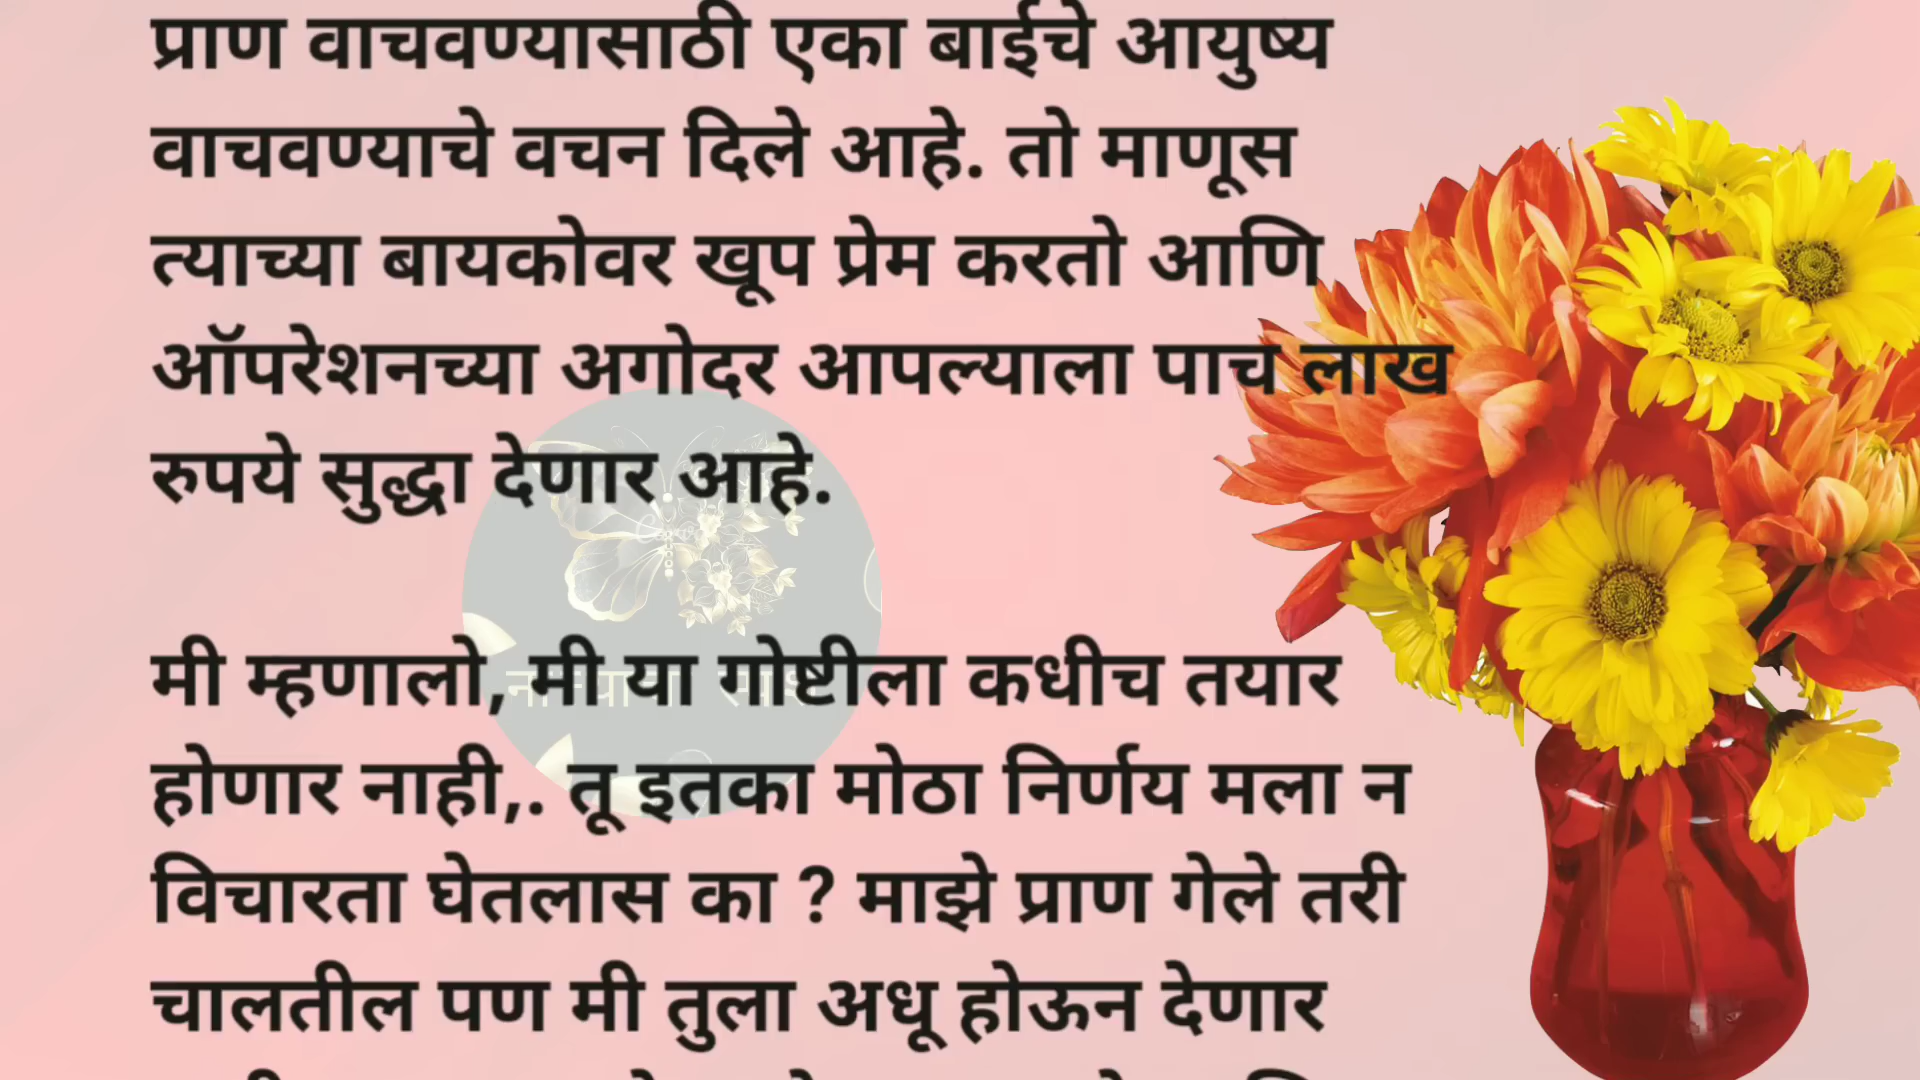 प्राण वाचवण्यासाठी एका बाईचे आयुष्य
वाचवण्याचे वचन दिले आहे. तो माणूस
त्याच्या बायकोवर खूप प्रेम करतो आणि
ऑपरेशनच्या अगोदर आपल्याला पाच लाख
रुपये सुद्धा देणार आहे.
मी म्हणालो, मी या गोष्टीला कधीच तयार
होणार नाही,. तू इतका मोठा निर्णय मला न
विचारता घेतलास का ? माझे प्राण गेले तरी
चालतील पण मी तुला अधू होऊन देणार